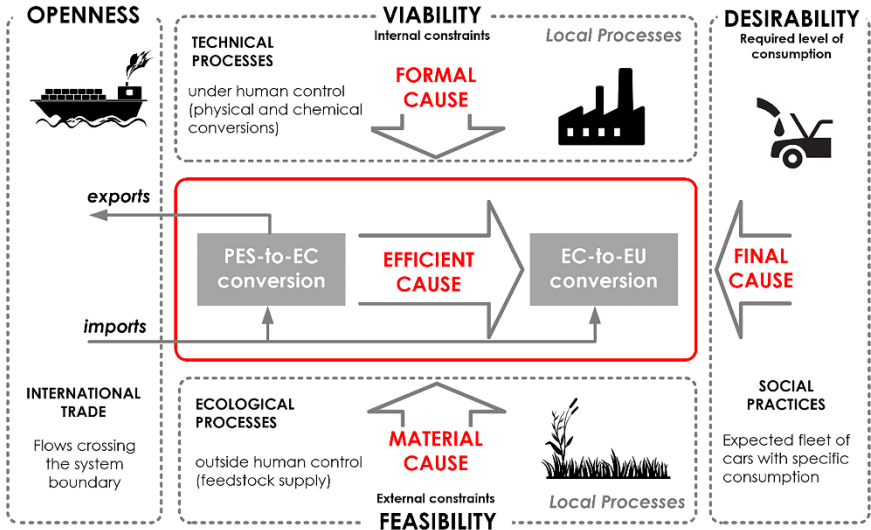 OPENNESS
exports
imports
INTERNATIONAL
TRADE
Flows crossing
the system
boundary
VIABILITY
Internal constraints
TECHNICAL
PROCESSES
under human control
(physical and chemical
conversions)
FORMAL
CAUSE
Local Processes
PES-to-EC
conversion
EFFICIENT
CAUSE
EC-to-EU
conversion
ECOLOGICAL
PROCESSES
outside human control
(feedstock supply)
MATERIAL
CAUSE
Local Processes
External constraints
FEASIBILITY
DESIRABILITY
Required level of
consumption
FINAL
CAUSE
SOCIAL
PRACTICES
Expected fleet of
cars with specific
consumption